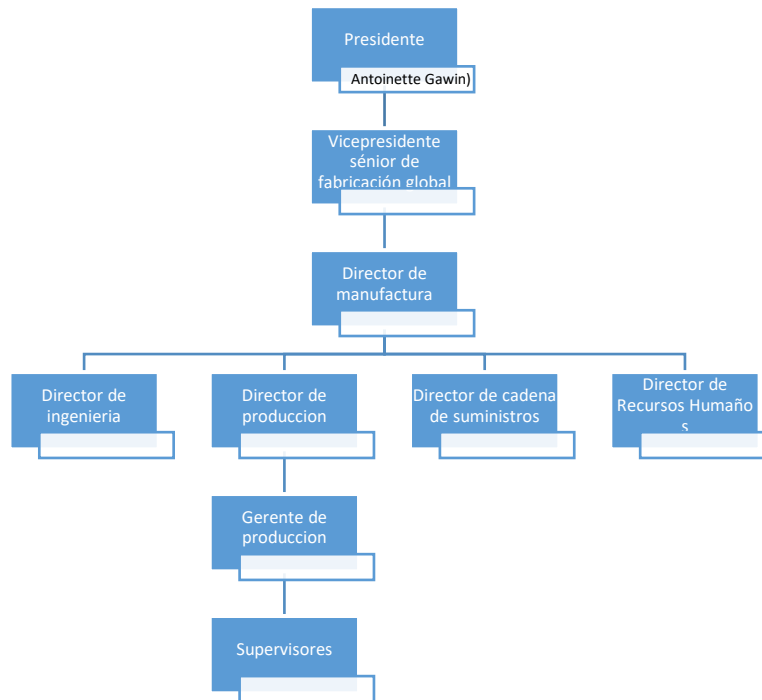 Presidente
Antoinette Gawin)
Vicepresidente
sénior de
fabricación global
Director de
manufactura
Director de
ingenieria
Director de
produccion
Director de cadena
de suministros
Director de
Recursos Humaño
s
Gerente de
produccion
Supervisores